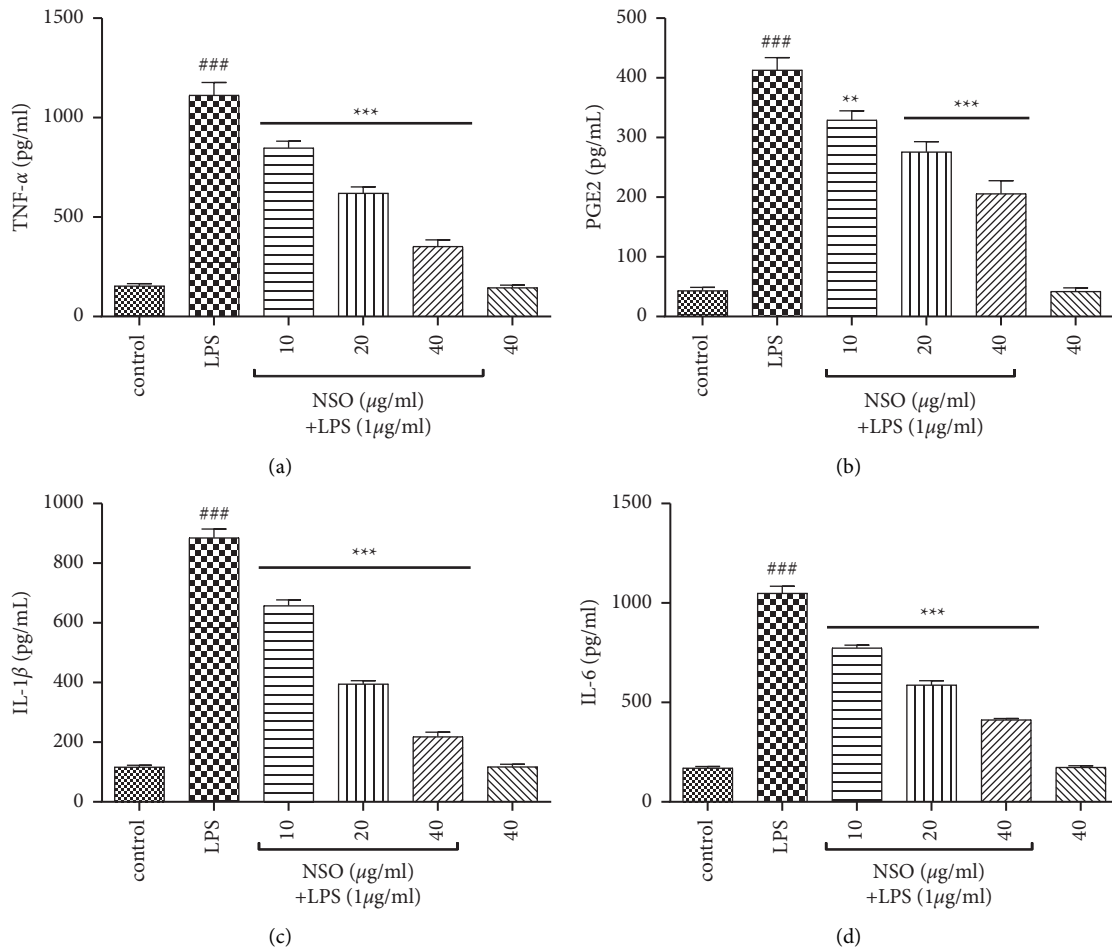 1500
1000
500
0
TNF-α (pg/ml)
###
***
control
LPS
10
20
40
40
NSO (μg/ml)
+LPS (1μg/ml)
(a)
500
400
300
200
100
0
PGE2 (pg/mL)
###
**
***
control
LPS
10
20
40
40
NSO (μg/ml)
+LPS (1μg/ml)
(b)
1000
800
600
400
200
0
IL-1β (pg/mL)
###
***
control
LPS
10
20
40
40
NSO (μg/ml)
+LPS (1μg/ml)
(c)
1500
1000
500
0
IL-6 (pg/ml)
###
***
control
LPS
10
20
40
40
NSO (μg/ml)
+LPS (1μg/ml)
(d)